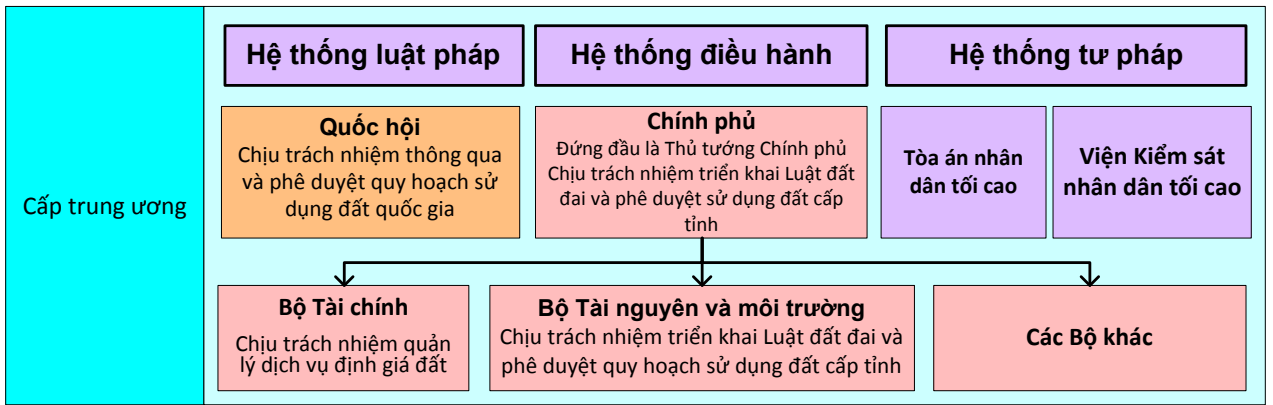 Cấp trung ương
Hệ thống luật pháp
Hệ thống điều hành
Hệ thống tư pháp
Quốc hội
Chịu trách nhiệm thông qua
và phê duyệt quy hoạch sử
dụng đất quốc gia
Chính phủ
Đứng đầu là Thủ tướng Chính phủ
Chịu trách nhiệm triển khai Luật đất
đai và phê duyệt sử dụng đất cấp
tỉnh
Tòa án nhân
dân tối cao
Viện Kiểm sát
nhân dân tối cao
Bộ Tài chính
Chịu trách nhiệm quản
lý dịch vụ định giá đất
Bộ Tài nguyên và môi trường
Chịu trách nhiệm triển khai Luật đất đai và
phê duyệt quy hoạch sử dụng đất cấp tỉnh
Các Bộ khác